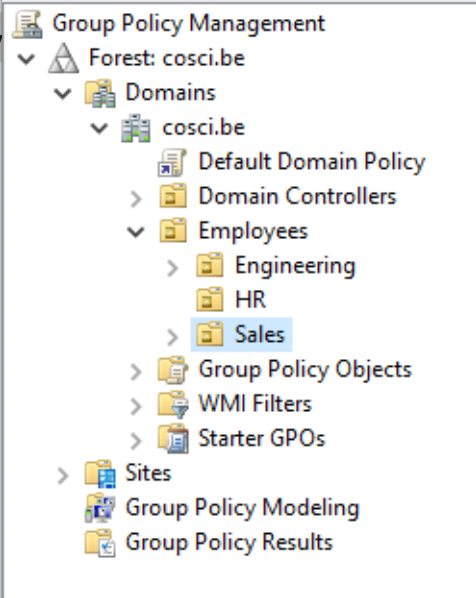 Group Policy Management
Forest: cosci.be
Domains
cosci.be
Default Domain Policy
Domain Controllers
Employees
Engineering
HR
Sales
Group Policy Objects
WMI Filters
Starter GPOs
Sites
Group Policy Modeling
Group Policy Results